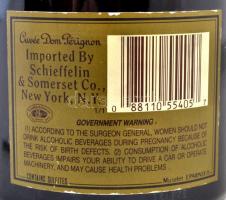 Cuvée Dom Pérignon
Imported By
Schieffelin
& Somerset Co.,
New York, N.Y.
0 88110 55405 7
GOVERNMENT WARNING:
(1) ACCORDING TO THE SURGEON GENERAL, WOMEN SHOULD NOT
DRINK ALCOHOLIC BEVERAGES DURING PREGNANCY BECAUSE OF
THE RISK OF BIRTH DEFECTS. (2) CONSUMPTION OF ALCOHOLIC
BEVERAGES IMPAIRS YOUR ABILITY TO DRIVE A CAR OR OPERATE
MACHINERY, AND MAY CAUSE HEALTH PROBLEMS.
CONTAINS SULFITES